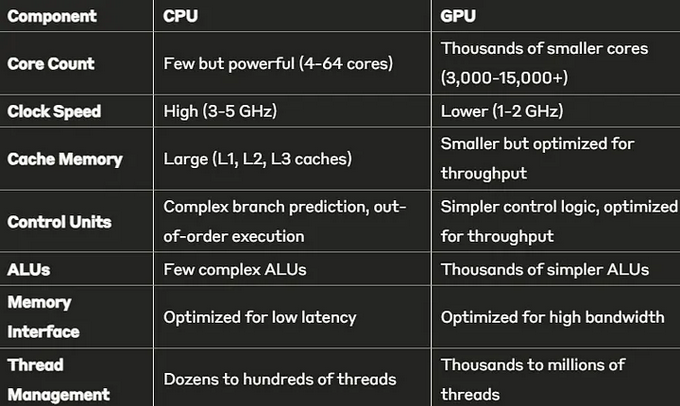 Component CPU GPU
Core Count Few but powerful (4-64 cores) Thousands of smaller cores
(3,000-15,000+)
Clock Speed High (3-5 GHz) Lower (1-2 GHz)
Cache Memory Large (L1, L2, L3 caches) Smaller but optimized for
throughput
Control Units Complex branch prediction, out-
of-order execution Simpler control logic, optimized
for throughput
ALUs Few complex ALUs Thousands of simpler ALUs
Memory
Interface Optimized for low latency Optimized for high bandwidth
Thread
Management Dozens to hundreds of threads Thousands to millions of
threads